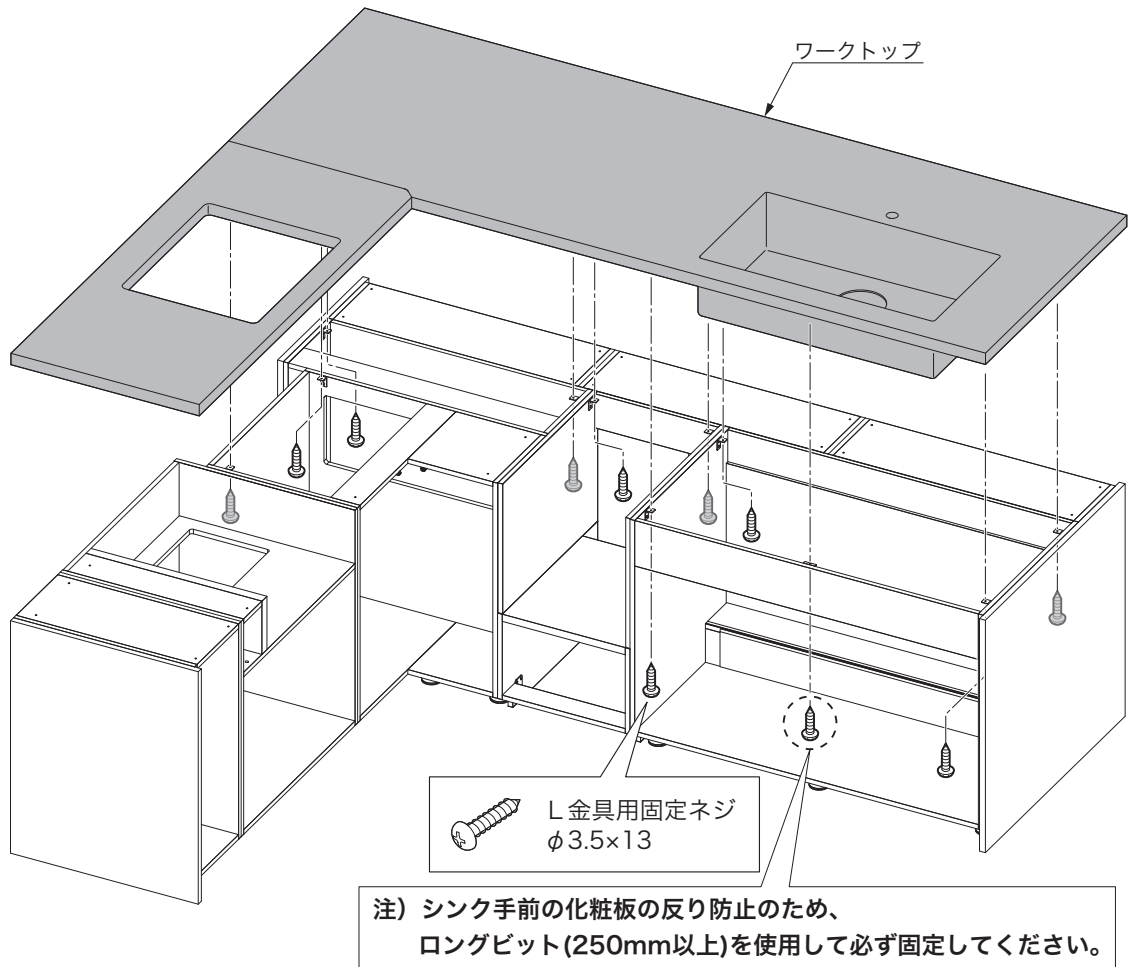 ワークトップ
L金具用固定ネジ
φ3.5×13
注）シンク手前の化粧板の反り防止のため、
ロングビット(250mm以上)を使用して必ず固定してください。